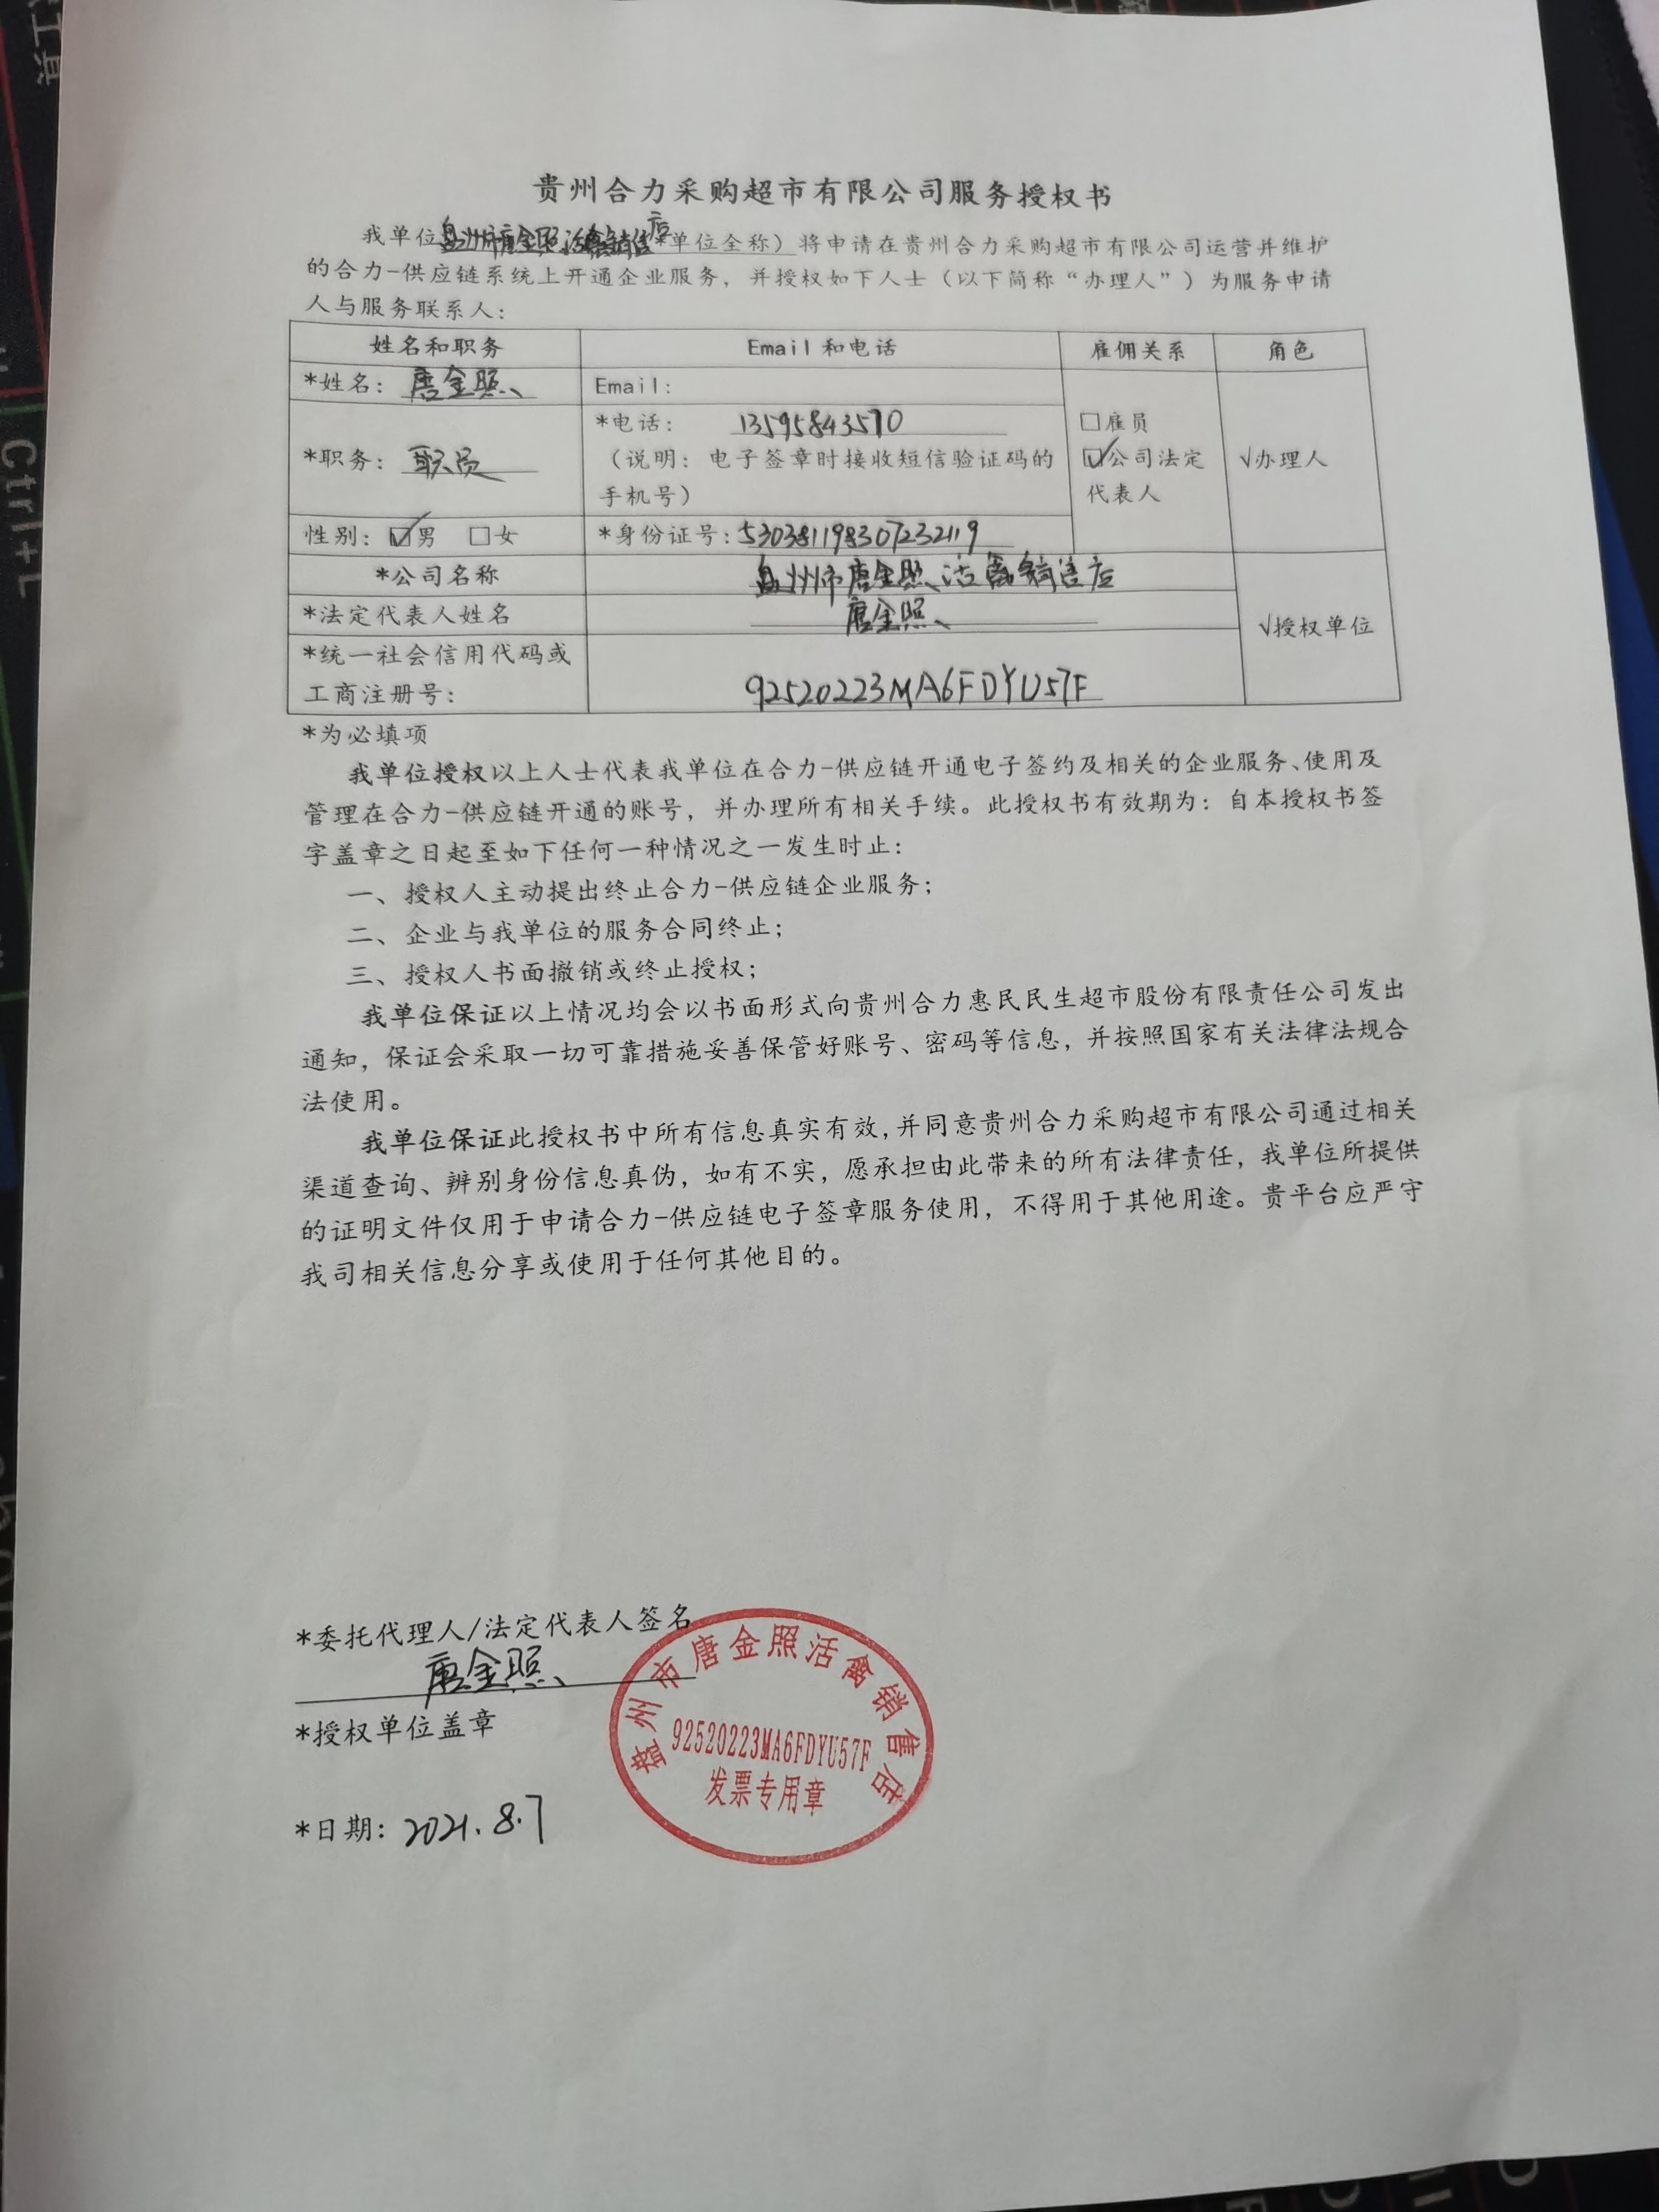 贵州合力采购超市有限公司服务授权书
我单位盘州市唐金照活禽销售店*单位全称）将申请在贵州合力采购超市有限公司运营并维护
的合力-供应链系统上开通企业服务，并授权如下人士（以下简称“办理人”）为服务申请
人与服务联系人：
姓名和职务 Email 和电话 雇佣关系 角色
*姓名：唐金照 Email：
*职务：职员 *电话：13595843570
（说明：电子签章时接收短信验证码的
手机号）
□雇员
☑公司法定
代表人
√办理人
性别：☑男 □女 *身份证号：530381198307232119
*公司名称 盘州市唐金照活禽销售店
*法定代表人姓名 唐金照
√授权单位
*统一社会信用代码或
工商注册号： 92520223MA6FDYU57F
*为必填项
我单位授权以上人士代表我单位在合力-供应链开通电子签约及相关的企业服务、使用及
管理在合力-供应链开通的账号，并办理所有相关手续。此授权书有效期为：自本授权书签
字盖章之日起至如下任何一种情况之一发生时止：
一、授权人主动提出终止合力-供应链企业服务；
二、企业与我单位的服务合同终止；
三、授权人书面撤销或终止授权；
我单位保证以上情况均会以书面形式向贵州合力惠民民生超市股份有限责任公司发出
通知，保证会采取一切可靠措施妥善保管好账号、密码等信息，并按照国家有关法律法规合
法使用。
我单位保证此授权书中所有信息真实有效，并同意贵州合力采购超市有限公司通过相关
渠道查询、辨别身份信息真伪，如有不实，愿承担由此带来的所有法律责任，我单位所提供
的证明文件仅用于申请合力-供应链电子签章服务使用，不得用于其他用途。贵平台应严守
我司相关信息分享或使用于任何其他目的。
*委托代理人/法定代表人签名
唐金照
*授权单位盖章
盘州市唐金照活禽销售店
92520223MA6FDYU57F
发票专用章
*日期：2021.8.7
Ctrl+L
工具